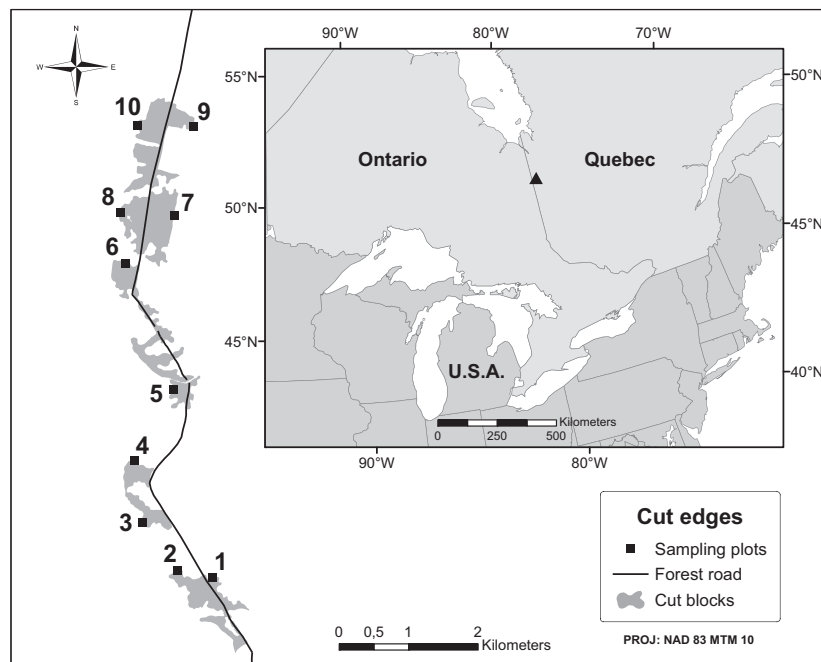 N
W E
S
90°W 80°W 70°W
55°N
50°N
45°N
50°N
45°N
40°N
Ontario
Quebec
U.S.A.
Kilometers
0 250 500
90°W 80°W
10
9
8
7
6
5
4
3
2
1
Cut edges
Sampling plots
Forest road
Cut blocks
PROJ: NAD 83 MTM 10
0 0,5 1 2
Kilometers